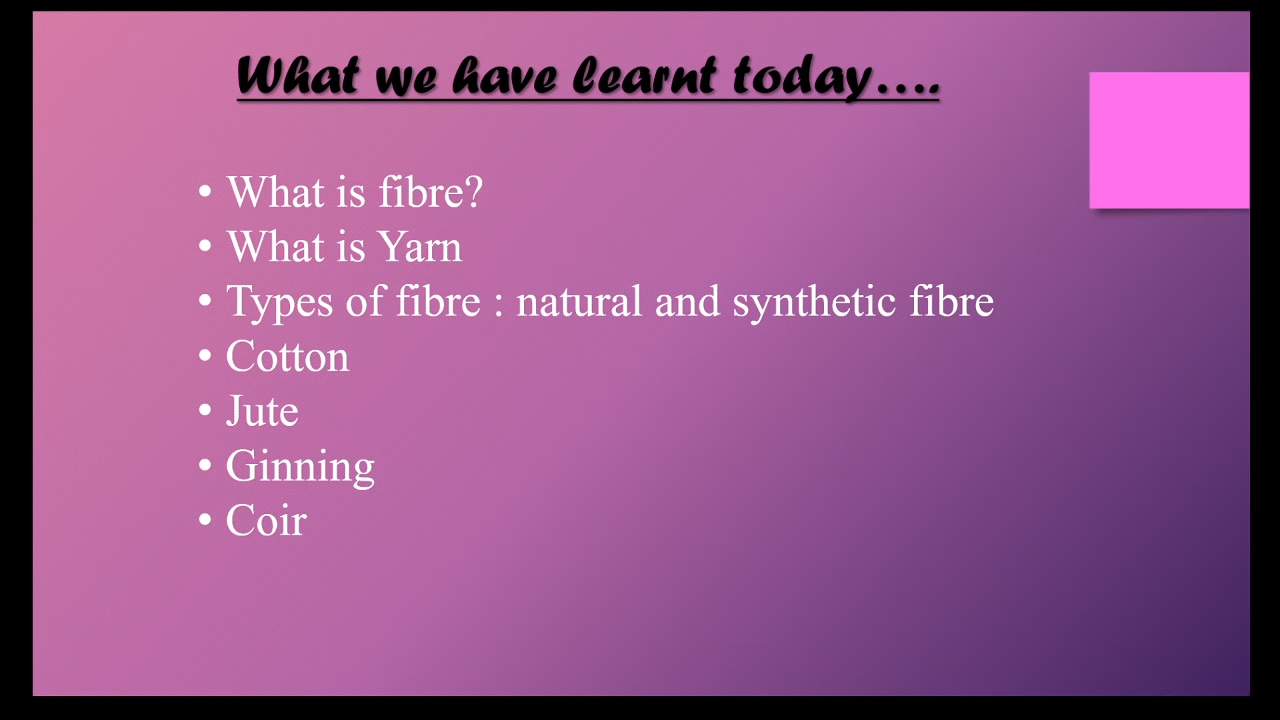 What we have learnt today….
• What is fibre?
• What is Yarn
• Types of fibre : natural and synthetic fibre
• Cotton
• Jute
• Ginning
• Coir